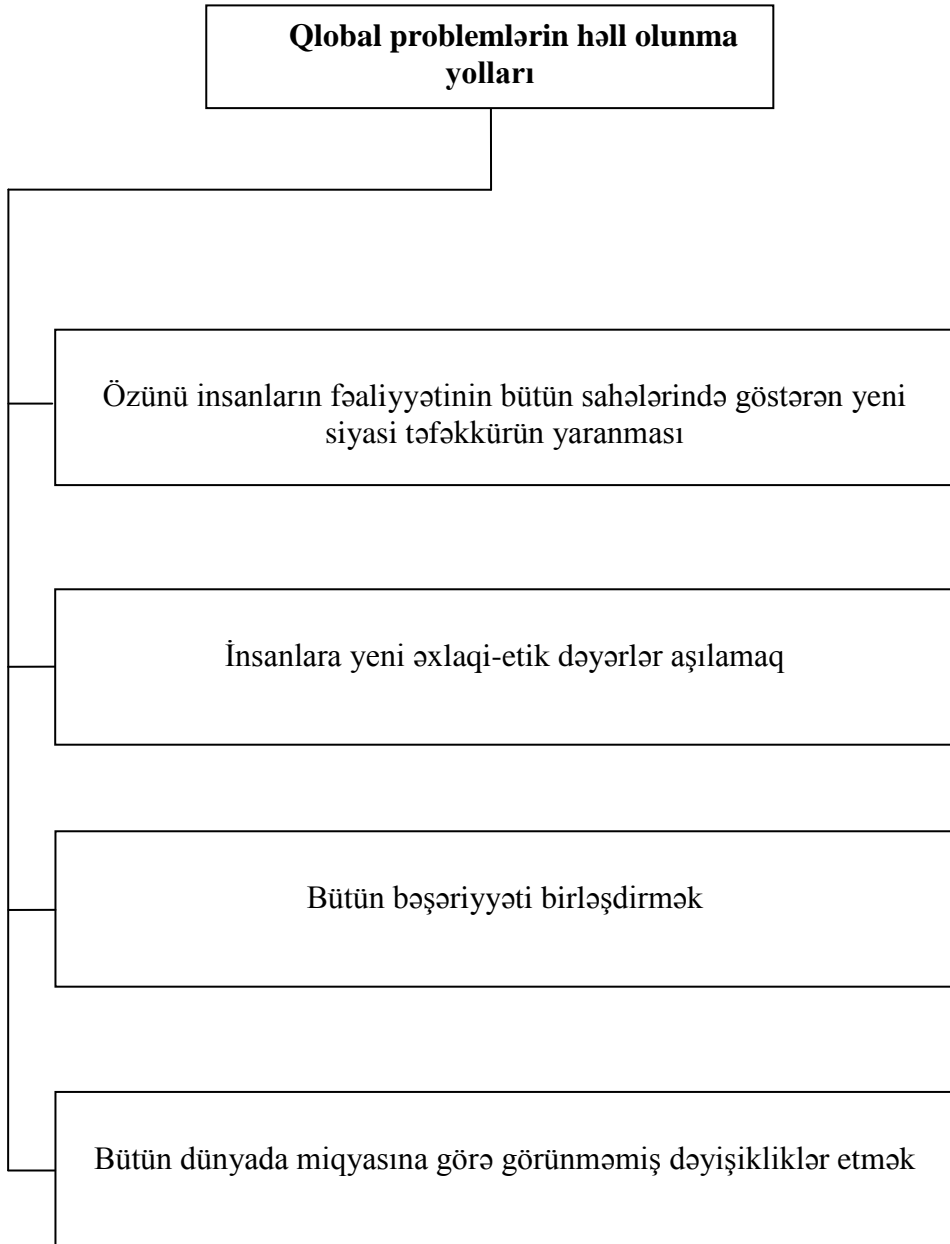 Qlobal problemlərin həll olunma
yolları
Özünü insanların fəaliyyətinin bütün sahələrində göstərən yeni
siyasi təfəkkürün yaranması
İnsanlara yeni əxlaqi-etik dəyərlər aşılamaq
Bütün bəşəriyyəti birləşdirmək
Bütün dünyada miqyasına görə görünməmiş dəyişikliklər etmək